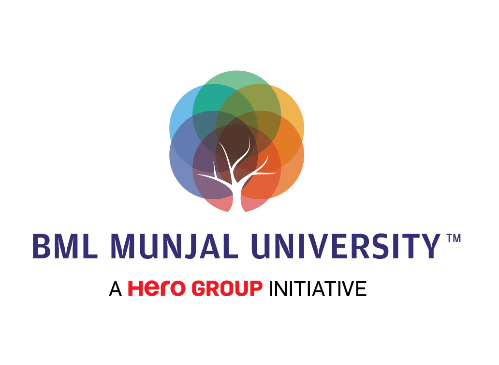 BML MUNJAL UNIVERSITY™
A Hero GROUP INITIATIVE